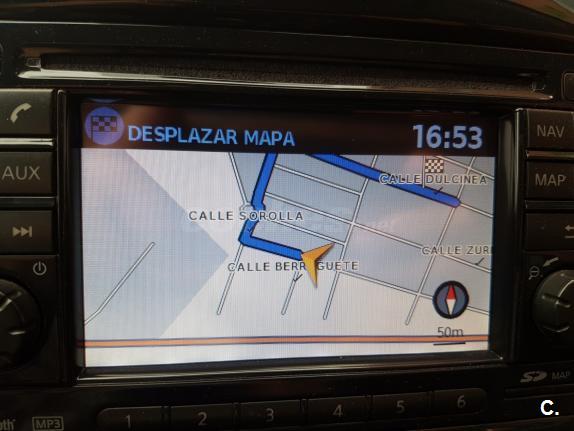 DESPLAZAR MAPA
16:53
NAV
AUX
MAP
CALLE DULCINEA
CALLE SOROLLA
CALLE ZUR
CALLE BERRUGUETE
50m
SD MAP
MP3
1 2 3 4 5 6
C.